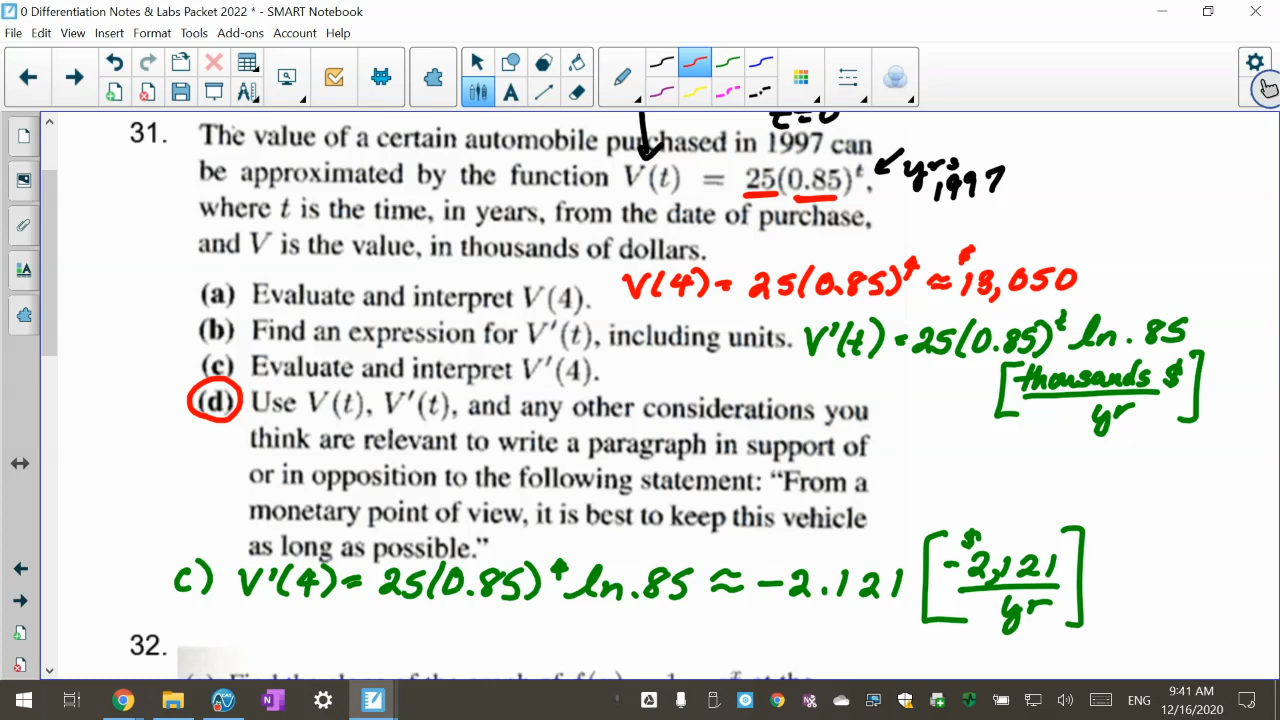 0 Differentiation Notes & Labs Packet 2022 * - SMART Notebook
File Edit View Insert Format Tools Add-ons Account Help
t=0
31. The value of a certain automobile purchased in 1997 can
be approximated by the function V(t) = 25(0.85)^t,
yrs
1997
where t is the time, in years, from the date of purchase,
and V is the value, in thousands of dollars.
V(4) = 25(0.85)^4 ≈ $13,050
(a) Evaluate and interpret V(4).
(b) Find an expression for V′(t), including units.
V'(t) = 25(0.85)^t ln .85
[thousands $
yr]
(c) Evaluate and interpret V′(4).
(d) Use V(t), V′(t), and any other considerations you
think are relevant to write a paragraph in support of
or in opposition to the following statement: “From a
monetary point of view, it is best to keep this vehicle
as long as possible.”
c) V'(4) = 25(0.85)^4 ln .85 ≈ -2.121 [-$2,121
yr]
32.
ENG
9:41 AM
12/16/2020